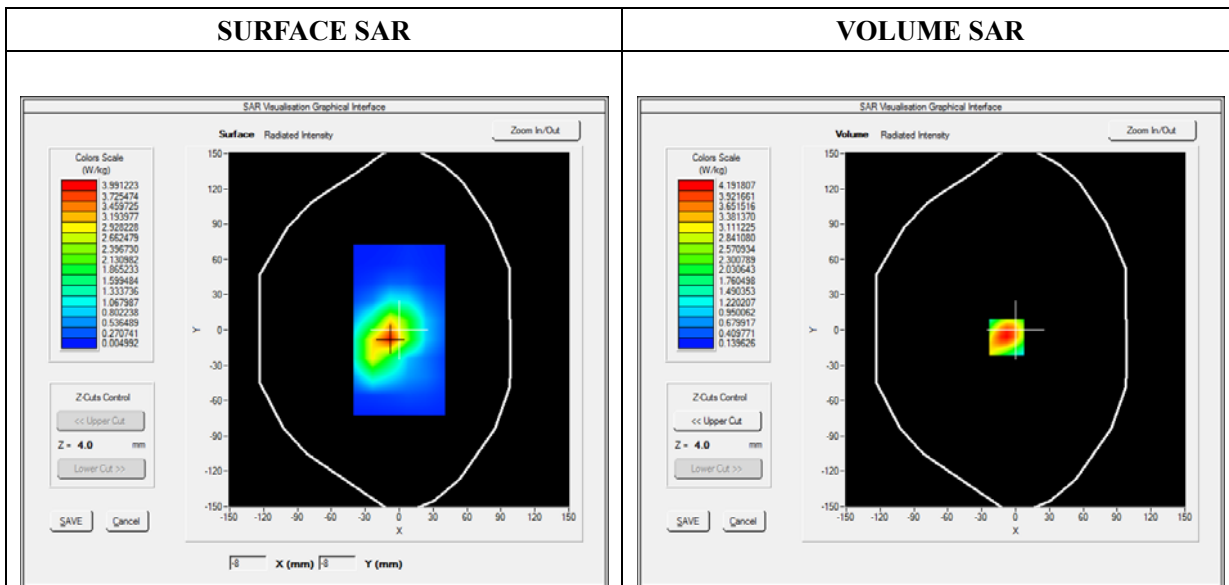 SURFACE SAR
VOLUME SAR
SAR Visualisation Graphical Interface
Surface Radiated Intensity
Zoom In/Out
Colors Scale
(W/kg)
3.991223
3.725474
3.459725
3.193977
2.928228
2.662479
2.396730
2.130982
1.865233
1.599484
1.333736
1.067987
0.802238
0.536489
0.270741
0.004992
Z-Cuts Control
<< Upper Cut
Z = 4.0 mm
Lower Cut >>
SAVE Cancel
150
120
90
60
30
0
-30
-60
-90
-120
-150
Y
-150 -120 -90 -60 -30 0 30 60 90 120 150
X
-8 X (mm) -8 Y (mm)
SAR Visualisation Graphical Interface
Volume Radiated Intensity
Zoom In/Out
Colors Scale
(W/kg)
4.191807
3.921661
3.651516
3.381370
3.111225
2.841080
2.570934
2.300789
2.030643
1.760498
1.490353
1.220207
0.950062
0.679917
0.409771
0.139626
Z-Cuts Control
<< Upper Cut
Z = 4.0 mm
Lower Cut >>
SAVE Cancel
150
120
90
60
30
0
-30
-60
-90
-120
-150
Y
-150 -120 -90 -60 -30 0 30 60 90 120 150
X